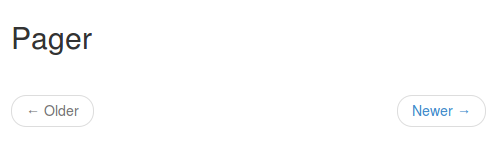 Pager
← Older Newer →